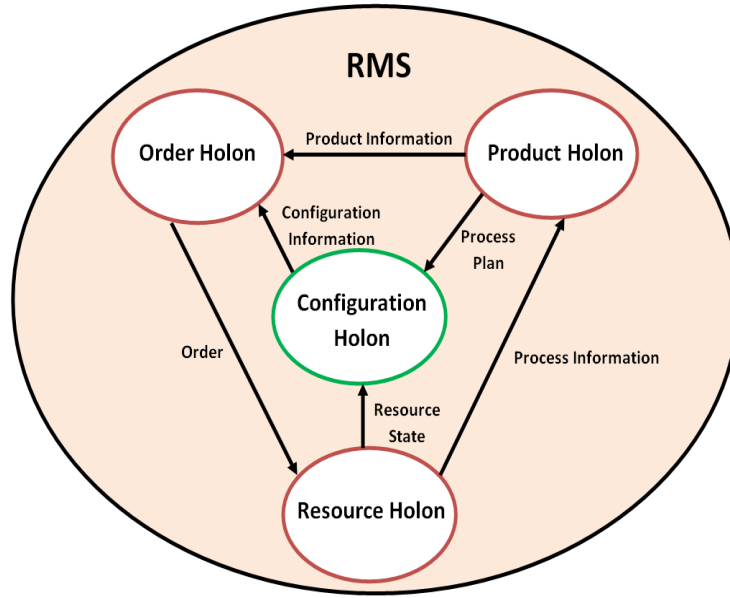 RMS
Product Information
Order Holon
Product Holon
Configuration
Information
Process
Plan
Configuration
Holon
Order
Process Information
Resource
State
Resource Holon